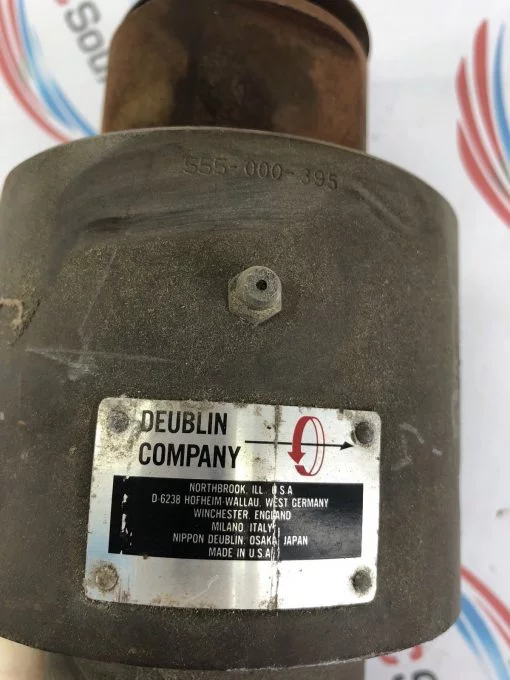 555-000-395
DEUBLIN
COMPANY
NORTHBROOK, ILL. U.S.A
D-6238 HOFHEIM-WALLAU, WEST GERMANY
WINCHESTER, ENGLAND
MILANO, ITALY
NIPPON DEUBLIN, OSAKA, JAPAN
MADE IN U.S.A.